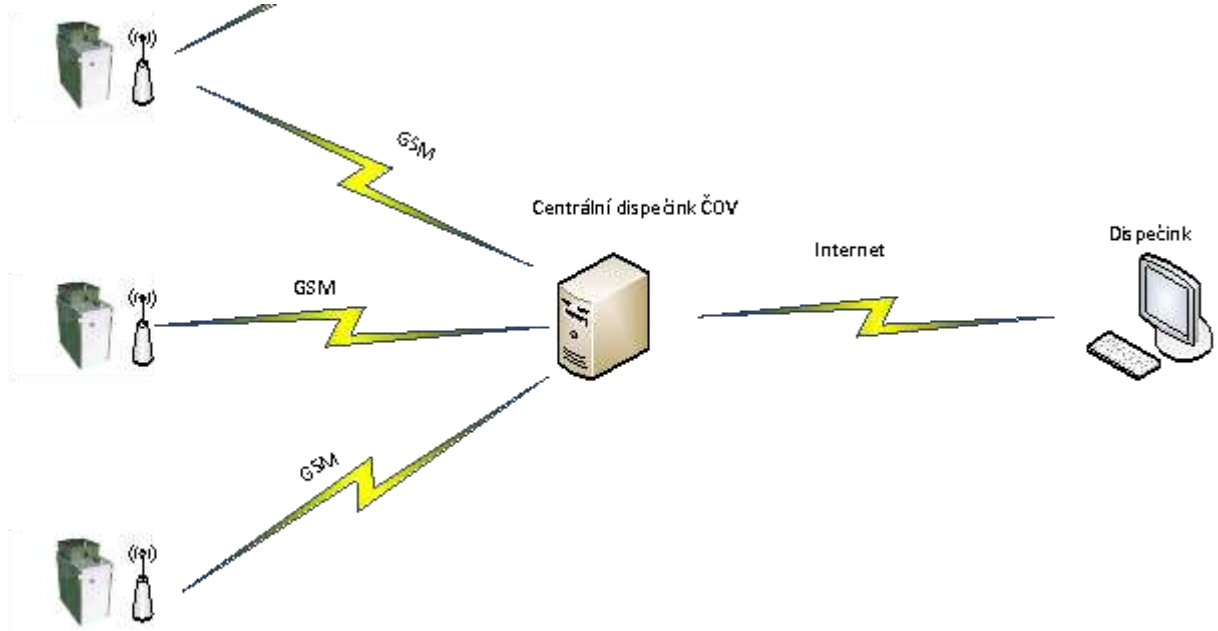 GSM
Centrální dispečink ČOV
Dispečink
Internet
GSM
GSM